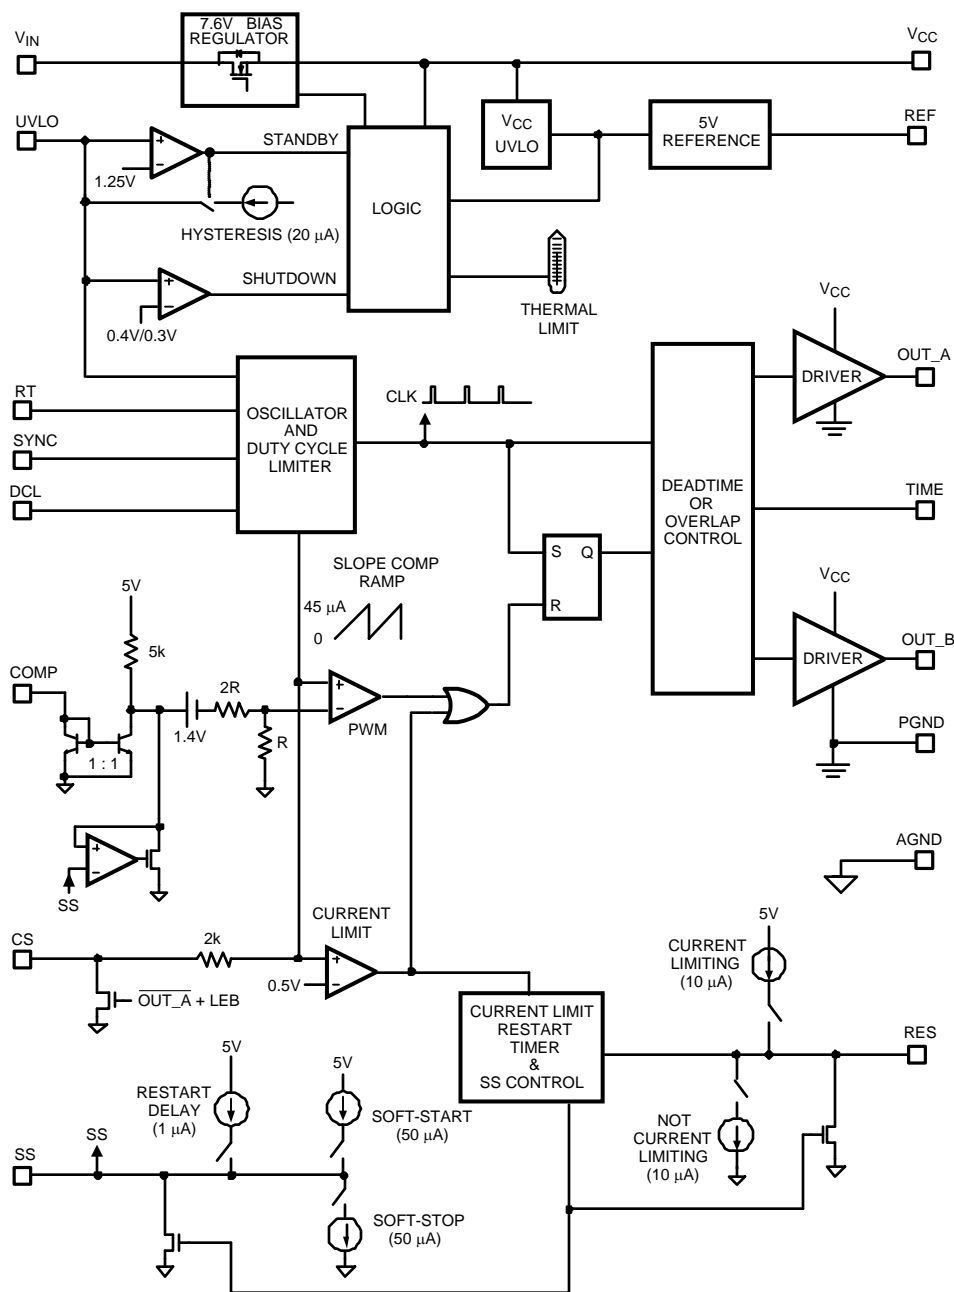 7.6V BIAS
REGULATOR
VIN
VCC
UVLO
STANDBY
1.25V
HYSTERESIS (20 μA)
SHUTDOWN
0.4V/0.3V
LOGIC
VCC
UVLO
5V
REFERENCE
REF
THERMAL
LIMIT
VCC
DRIVER
OUT_A
RT
SYNC
DCL
OSCILLATOR
AND
DUTY CYCLE
LIMITER
CLK
DEADTIME
OR
OVERLAP
CONTROL
TIME
S Q
R
SLOPE COMP
RAMP
45 μA
0
5V
5k
COMP
1.4V
2R
R
1 : 1
+
−
PWM
VCC
DRIVER
OUT_B
PGND
AGND
SS
CS
2k
CURRENT
LIMIT
0.5V
OUT_A + LEB
CURRENT LIMIT
RESTART
TIMER
&
SS CONTROL
5V
CURRENT
LIMITING
(10 μA)
RES
NOT
CURRENT
LIMITING
(10 μA)
5V
RESTART
DELAY
(1 μA)
5V
SOFT-START
(50 μA)
SS
SS
SOFT-STOP
(50 μA)